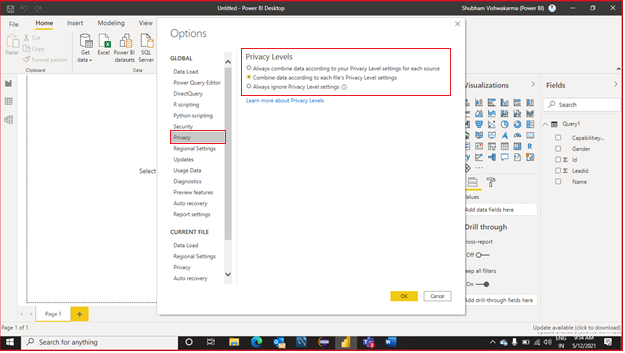 Untitled - Power BI Desktop
Shubham Vishwakarma (Power BI)
File
Home
Insert
Modeling
View
Paste
Cut
Copy
Format painter
Clipboard
Get
data
Excel
Power BI
datasets
SQL
Server
Options
GLOBAL
Data Load
Power Query Editor
DirectQuery
R scripting
Python scripting
Security
Privacy
Regional Settings
Updates
Usage Data
Diagnostics
Preview features
Auto recovery
Report settings
CURRENT FILE
Data Load
Regional Settings
Privacy
Auto recovery
Privacy Levels
Always combine data according to your Privacy Level settings for each source
Combine data according to each file's Privacy Level settings
Always ignore Privacy Level settings
Learn more about Privacy Levels
OK
Cancel
Select
Visualizations
Values
Add data fields here
Drill through
Cross-report
Off
Keep all filters
On
Add drill-through fields here
Fields
Search
Query1
Capabilitiey...
Gender
Id
Leadid
Name
Page 1
Page 1 of 1
Update available (click to download)
Search for anything
ENG
IN
9:54 AM
5/12/2021